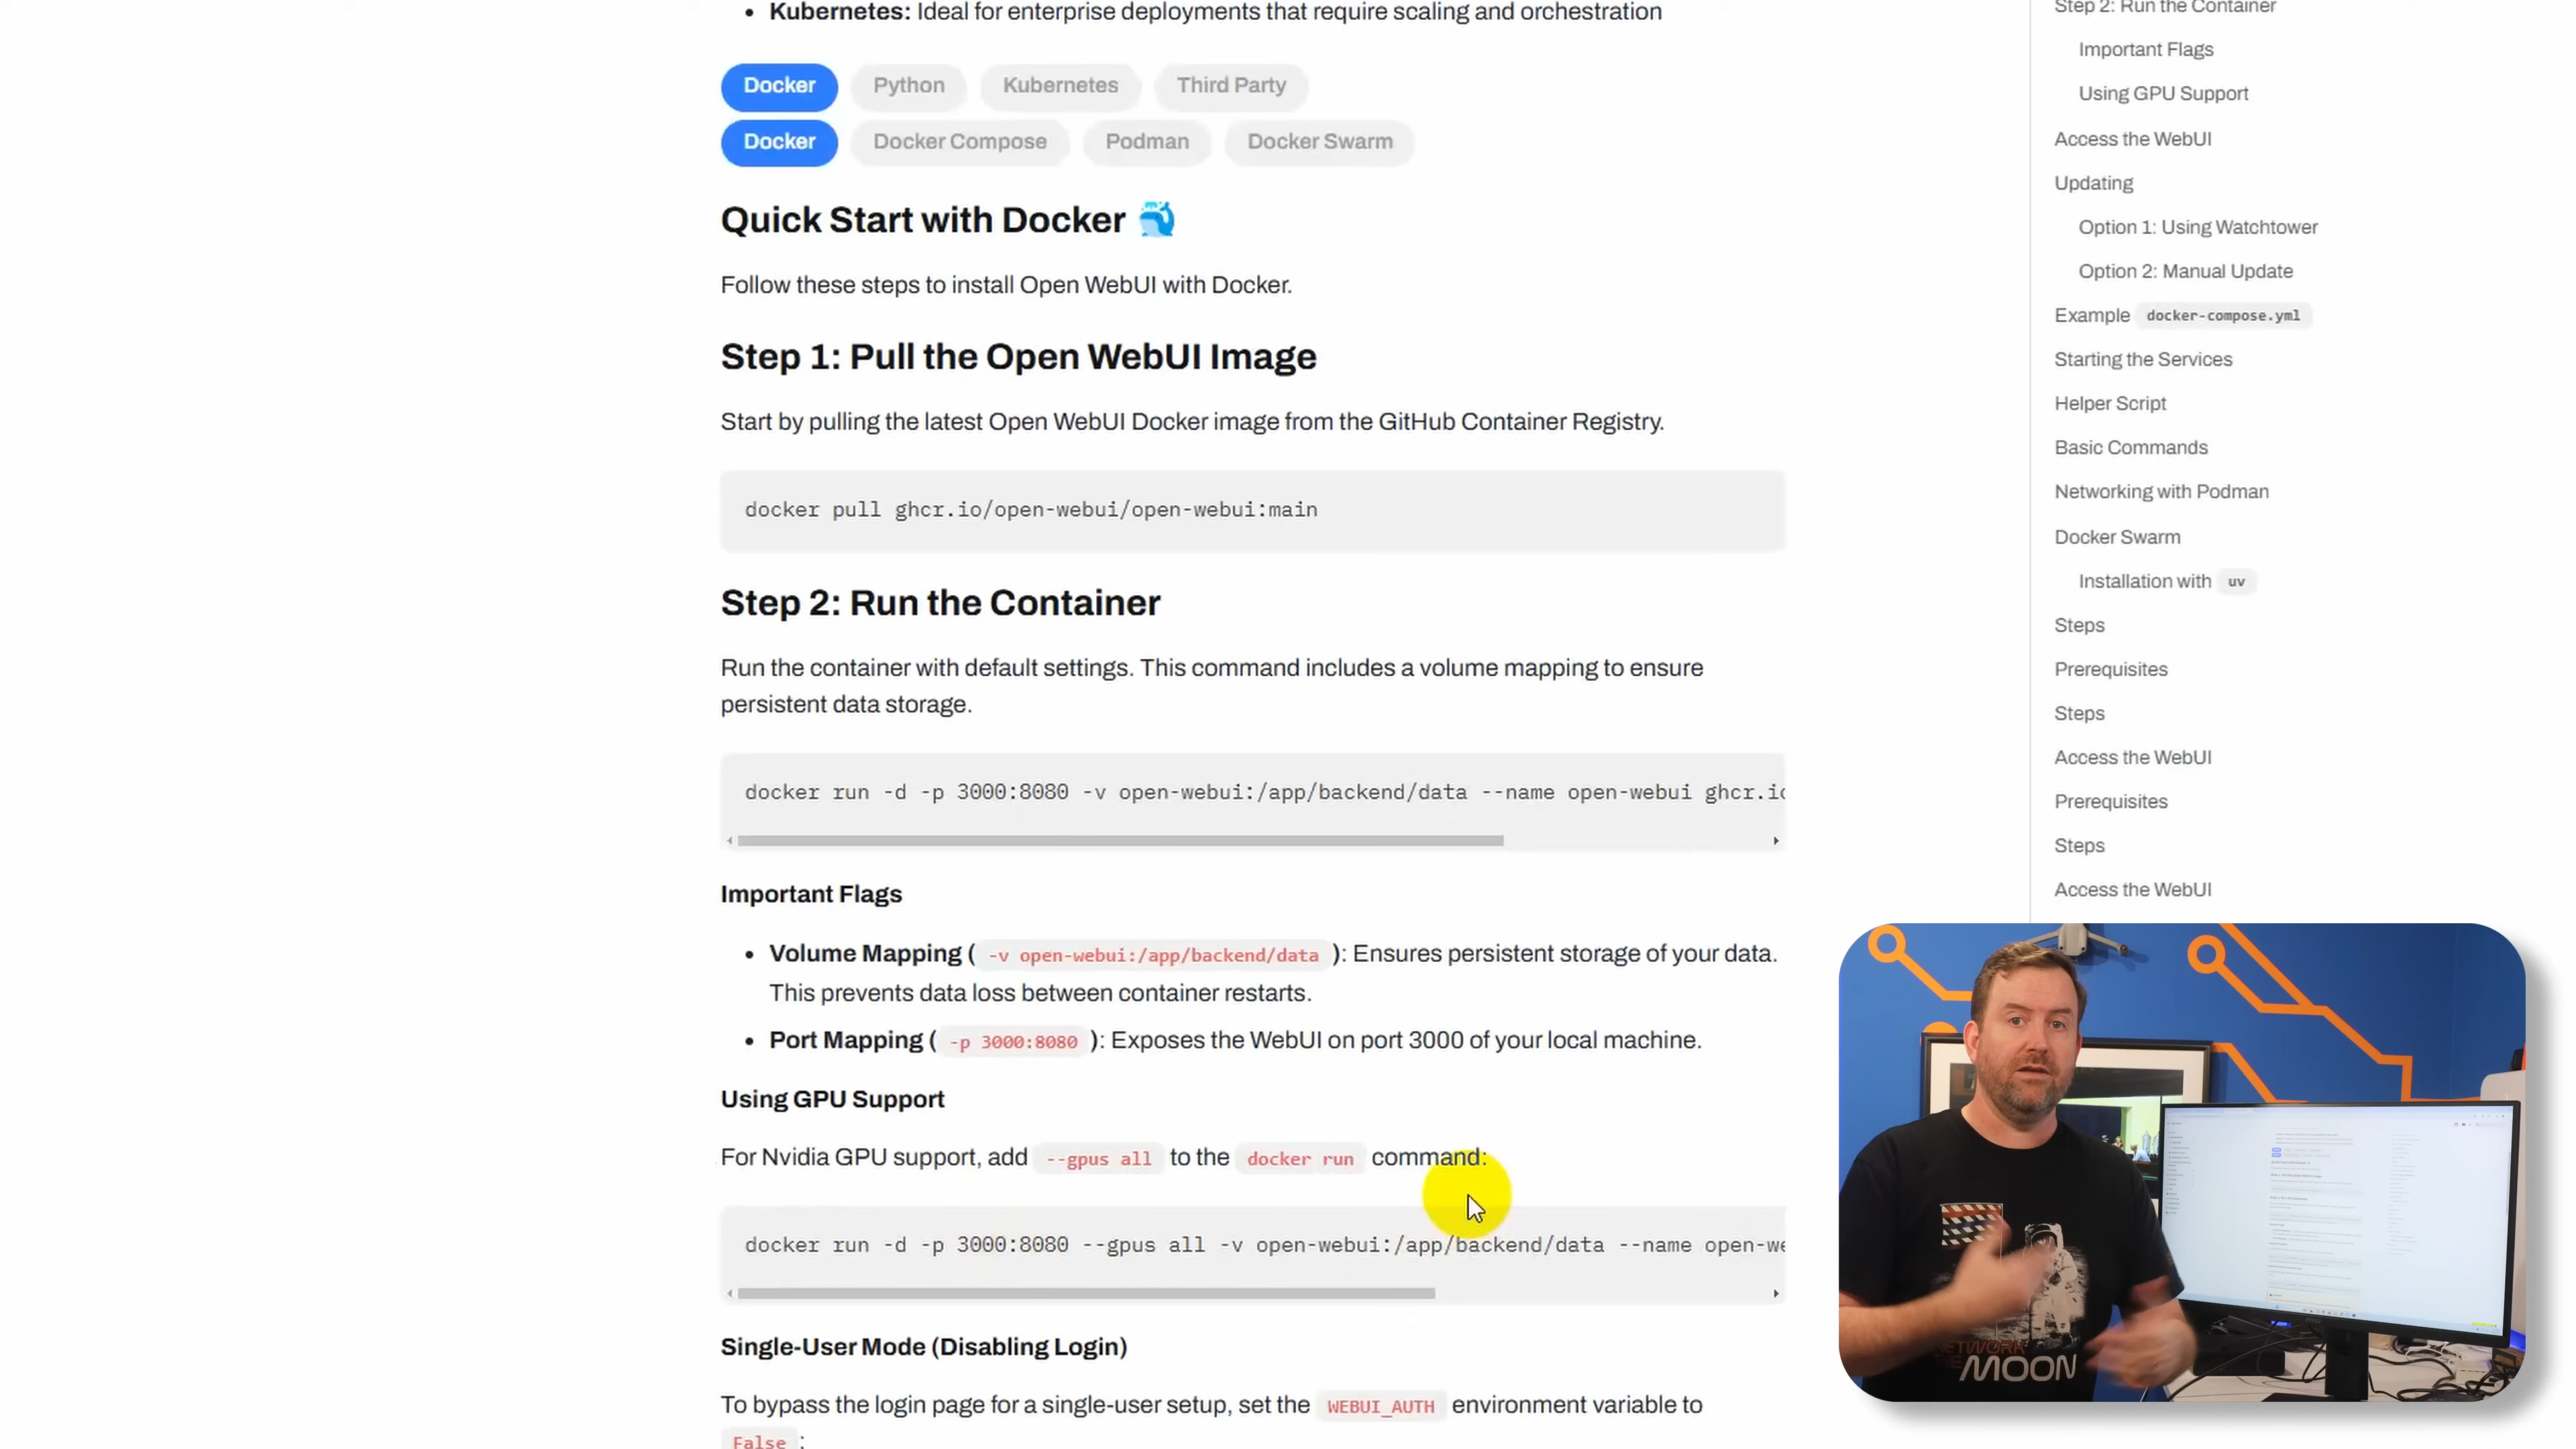 Kubernetes: Ideal for enterprise deployments that require scaling and orchestration
Docker Python Kubernetes Third Party
Docker Docker Compose Podman Docker Swarm
Quick Start with Docker
Follow these steps to install Open WebUI with Docker.
Step 1: Pull the Open WebUI Image
Start by pulling the latest Open WebUI Docker image from the GitHub Container Registry.
docker pull ghcr.io/open-webui/open-webui:main
Step 2: Run the Container
Run the container with default settings. This command includes a volume mapping to ensure
persistent data storage.
docker run -d -p 3000:8080 -v open-webui:/app/backend/data --name open-webui ghcr.io
Important Flags
Volume Mapping ( -v open-webui:/app/backend/data ): Ensures persistent storage of your data.
This prevents data loss between container restarts.
Port Mapping ( -p 3000:8080 ): Exposes the WebUI on port 3000 of your local machine.
Using GPU Support
For Nvidia GPU support, add --gpus all to the docker run command:
docker run -d -p 3000:8080 --gpus all -v open-webui:/app/backend/data --name open-we
Single-User Mode (Disabling Login)
To bypass the login page for a single-user setup, set the WEBUI_AUTH environment variable to
False :
Step 2: Run the Container
Important Flags
Using GPU Support
Access the WebUI
Updating
Option 1: Using Watchtower
Option 2: Manual Update
Example docker-compose.yml
Starting the Services
Helper Script
Basic Commands
Networking with Podman
Docker Swarm
Installation with uv
Steps
Prerequisites
Steps
Access the WebUI
Prerequisites
Steps
Access the WebUI
MOON